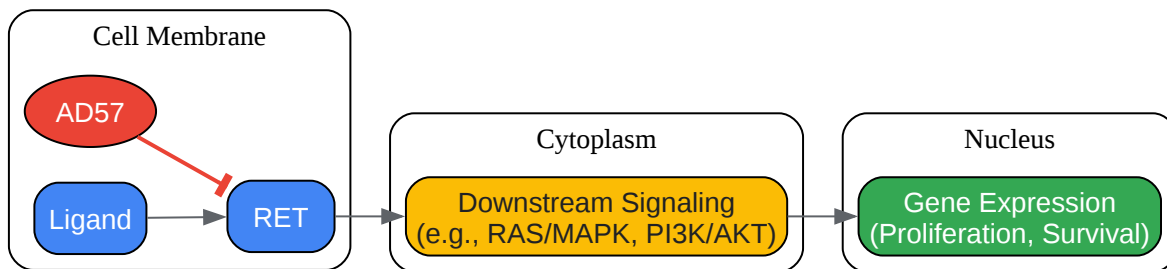 Cell Membrane
AD57
Ligand
RET
Cytoplasm
Downstream Signaling
(e.g., RAS/MAPK, PI3K/AKT)
Nucleus
Gene Expression
(Proliferation, Survival)